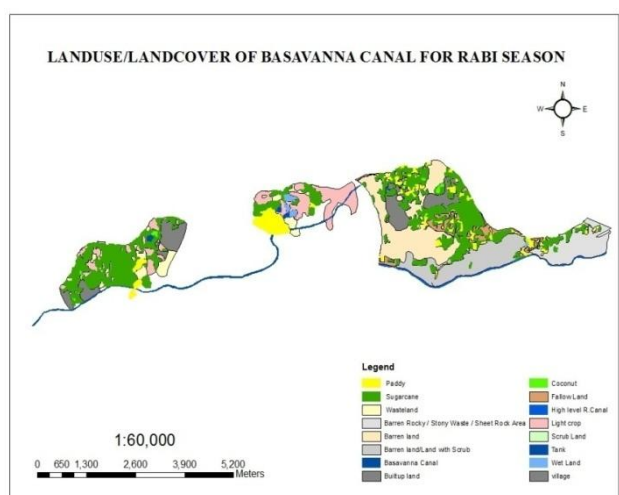 LANDUSE/LANDCOVER OF BASAVANNA CANAL FOR RABI SEASON
N
W E
S
Legend
Paddy
Sugarcane
Wasteland
Barren Rocky / Stony Waste / Sheet Rock Area
Barren land
Barren land/Land with Scrub
Basavanna Canal
Builtup land
Coconut
Fallow Land
High level R.Canal
Light crop
Scrub Land
Tank
Wet Land
village
1:60,000
0 650 1,300 2,600 3,900 5,200
Meters